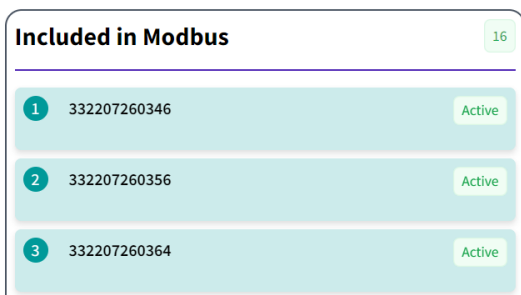 Included in Modbus 16
1 332207260346 Active
2 332207260356 Active
3 332207260364 Active